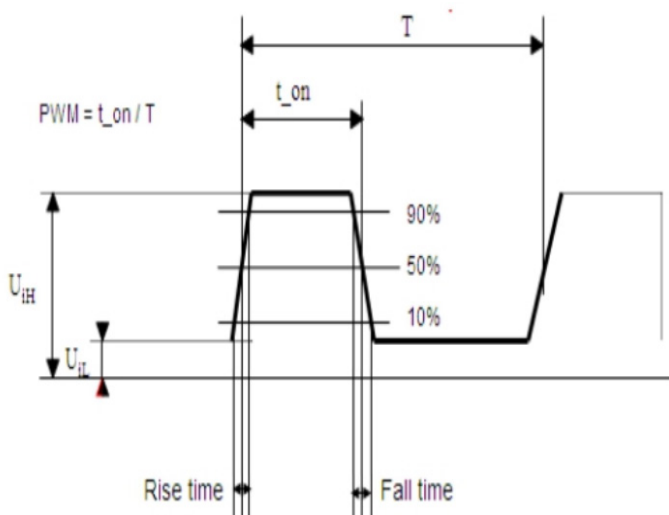 T
t_on
PWM = t_on / T
90%
50%
U_iH
10%
U_iL
Rise time
Fall time